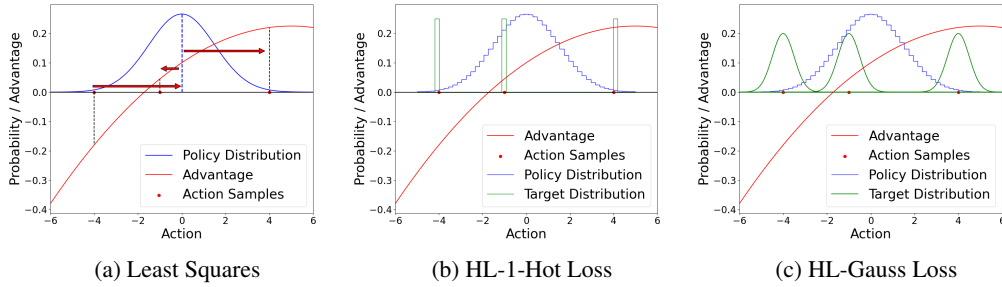 Probability / Advantage
0.2
0.1
0.0
−0.1
−0.2
−0.3
−0.4
−6
−4
−2
0
2
4
6
Action
Policy Distribution
Advantage
Action Samples
(a) Least Squares
Probability / Advantage
0.2
0.1
0.0
−0.1
−0.2
−0.3
−0.4
−6
−4
−2
0
2
4
6
Action
Advantage
Action Samples
Policy Distribution
Target Distribution
(b) HL-1-Hot Loss
Probability / Advantage
0.2
0.1
0.0
−0.1
−0.2
−0.3
−0.4
−6
−4
−2
0
2
4
6
Action
Advantage
Action Samples
Policy Distribution
Target Distribution
(c) HL-Gauss Loss